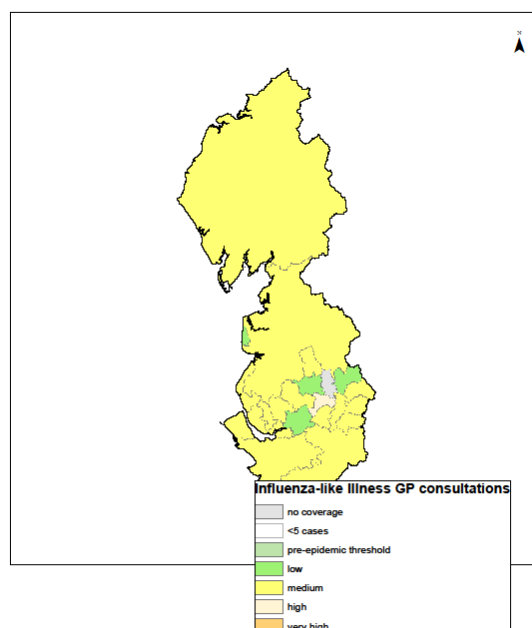 N
Influenza-like Illness GP consultations
no coverage
<5 cases
pre-epidemic threshold
low
medium
high
very high